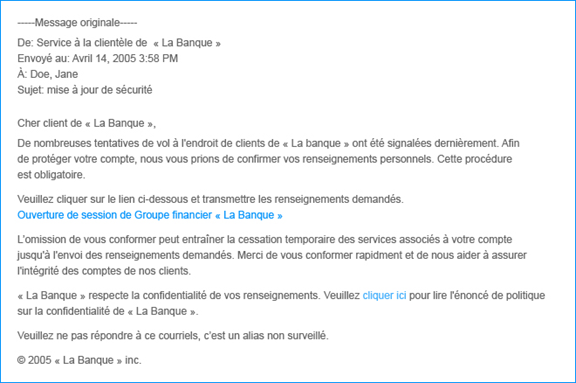 -----Message originale-----
De: Service à la clientèle de  « La Banque »
Envoyé au: Avril 14, 2005 3:58 PM
À: Doe, Jane
Sujet: mise à jour de sécurité
Cher client de « La Banque »,
De nombreuses tentatives de vol à l'endroit de clients de « La banque » ont été signalées dernièrement. Afin
de protéger votre compte, nous vous prions de confirmer vos renseignements personnels. Cette procédure
est obligatoire.
Veuillez cliquer sur le lien ci-dessous et transmettre les renseignements demandés.
Ouverture de session de Groupe financier « La Banque »
L'omission de vous conformer peut entraîner la cessation temporaire des services associés à votre compte
jusqu'à l'envoi des renseignements demandés. Merci de vous conformer rapidment et de nous aider à assurer
l'intégrité des comptes de nos clients.
« La Banque » respecte la confidentialité de vos renseignements. Veuillez cliquer ici pour lire l'énoncé de politique
sur la confidentialité de « La Banque ».
Veuillez ne pas répondre à ce courriels, c'est un alias non surveillé.
© 2005 « La Banque » inc.